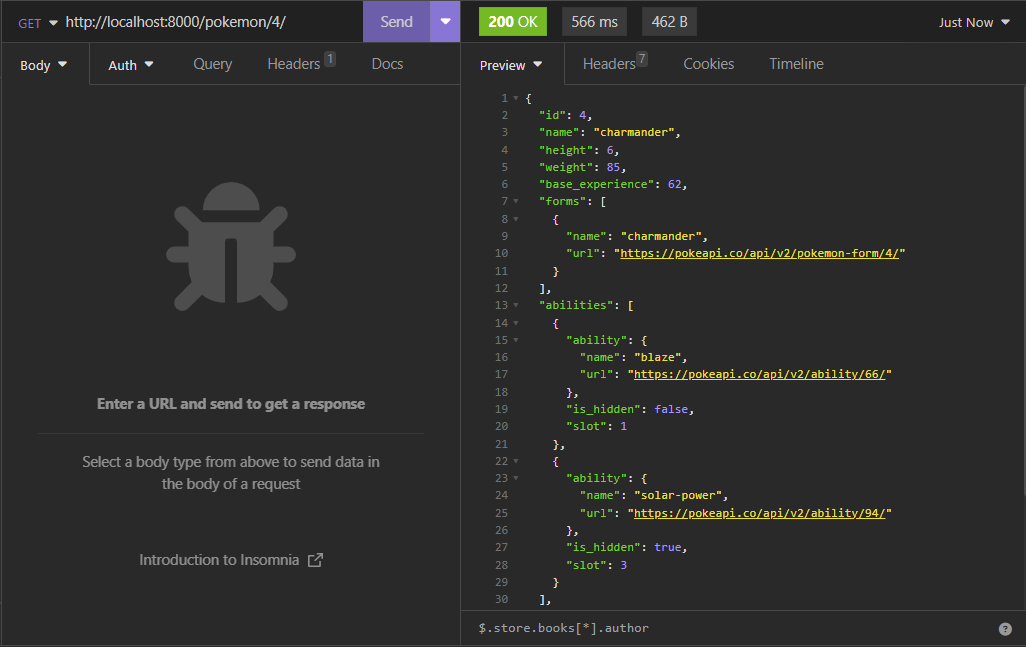 GET http://localhost:8000/pokemon/4/ Send 200 OK 566 ms 462 B Just Now
Body Auth Query Headers 1 Docs Preview Headers 7 Cookies Timeline
Enter a URL and send to get a response
Select a body type from above to send data in
the body of a request
Introduction to Insomnia
1 {
2 "id": 4,
3 "name": "charmander",
4 "height": 6,
5 "weight": 85,
6 "base_experience": 62,
7 "forms": [
8 {
9 "name": "charmander",
10 "url": "https://pokeapi.co/api/v2/pokemon-form/4/"
11 }
12 ],
13 "abilities": [
14 {
15 "ability": {
16 "name": "blaze",
17 "url": "https://pokeapi.co/api/v2/ability/66/"
18 },
19 "is_hidden": false,
20 "slot": 1
21 },
22 {
23 "ability": {
24 "name": "solar-power",
25 "url": "https://pokeapi.co/api/v2/ability/94/"
26 },
27 "is_hidden": true,
28 "slot": 3
29 }
30 ],
$.store.books[*].author ?